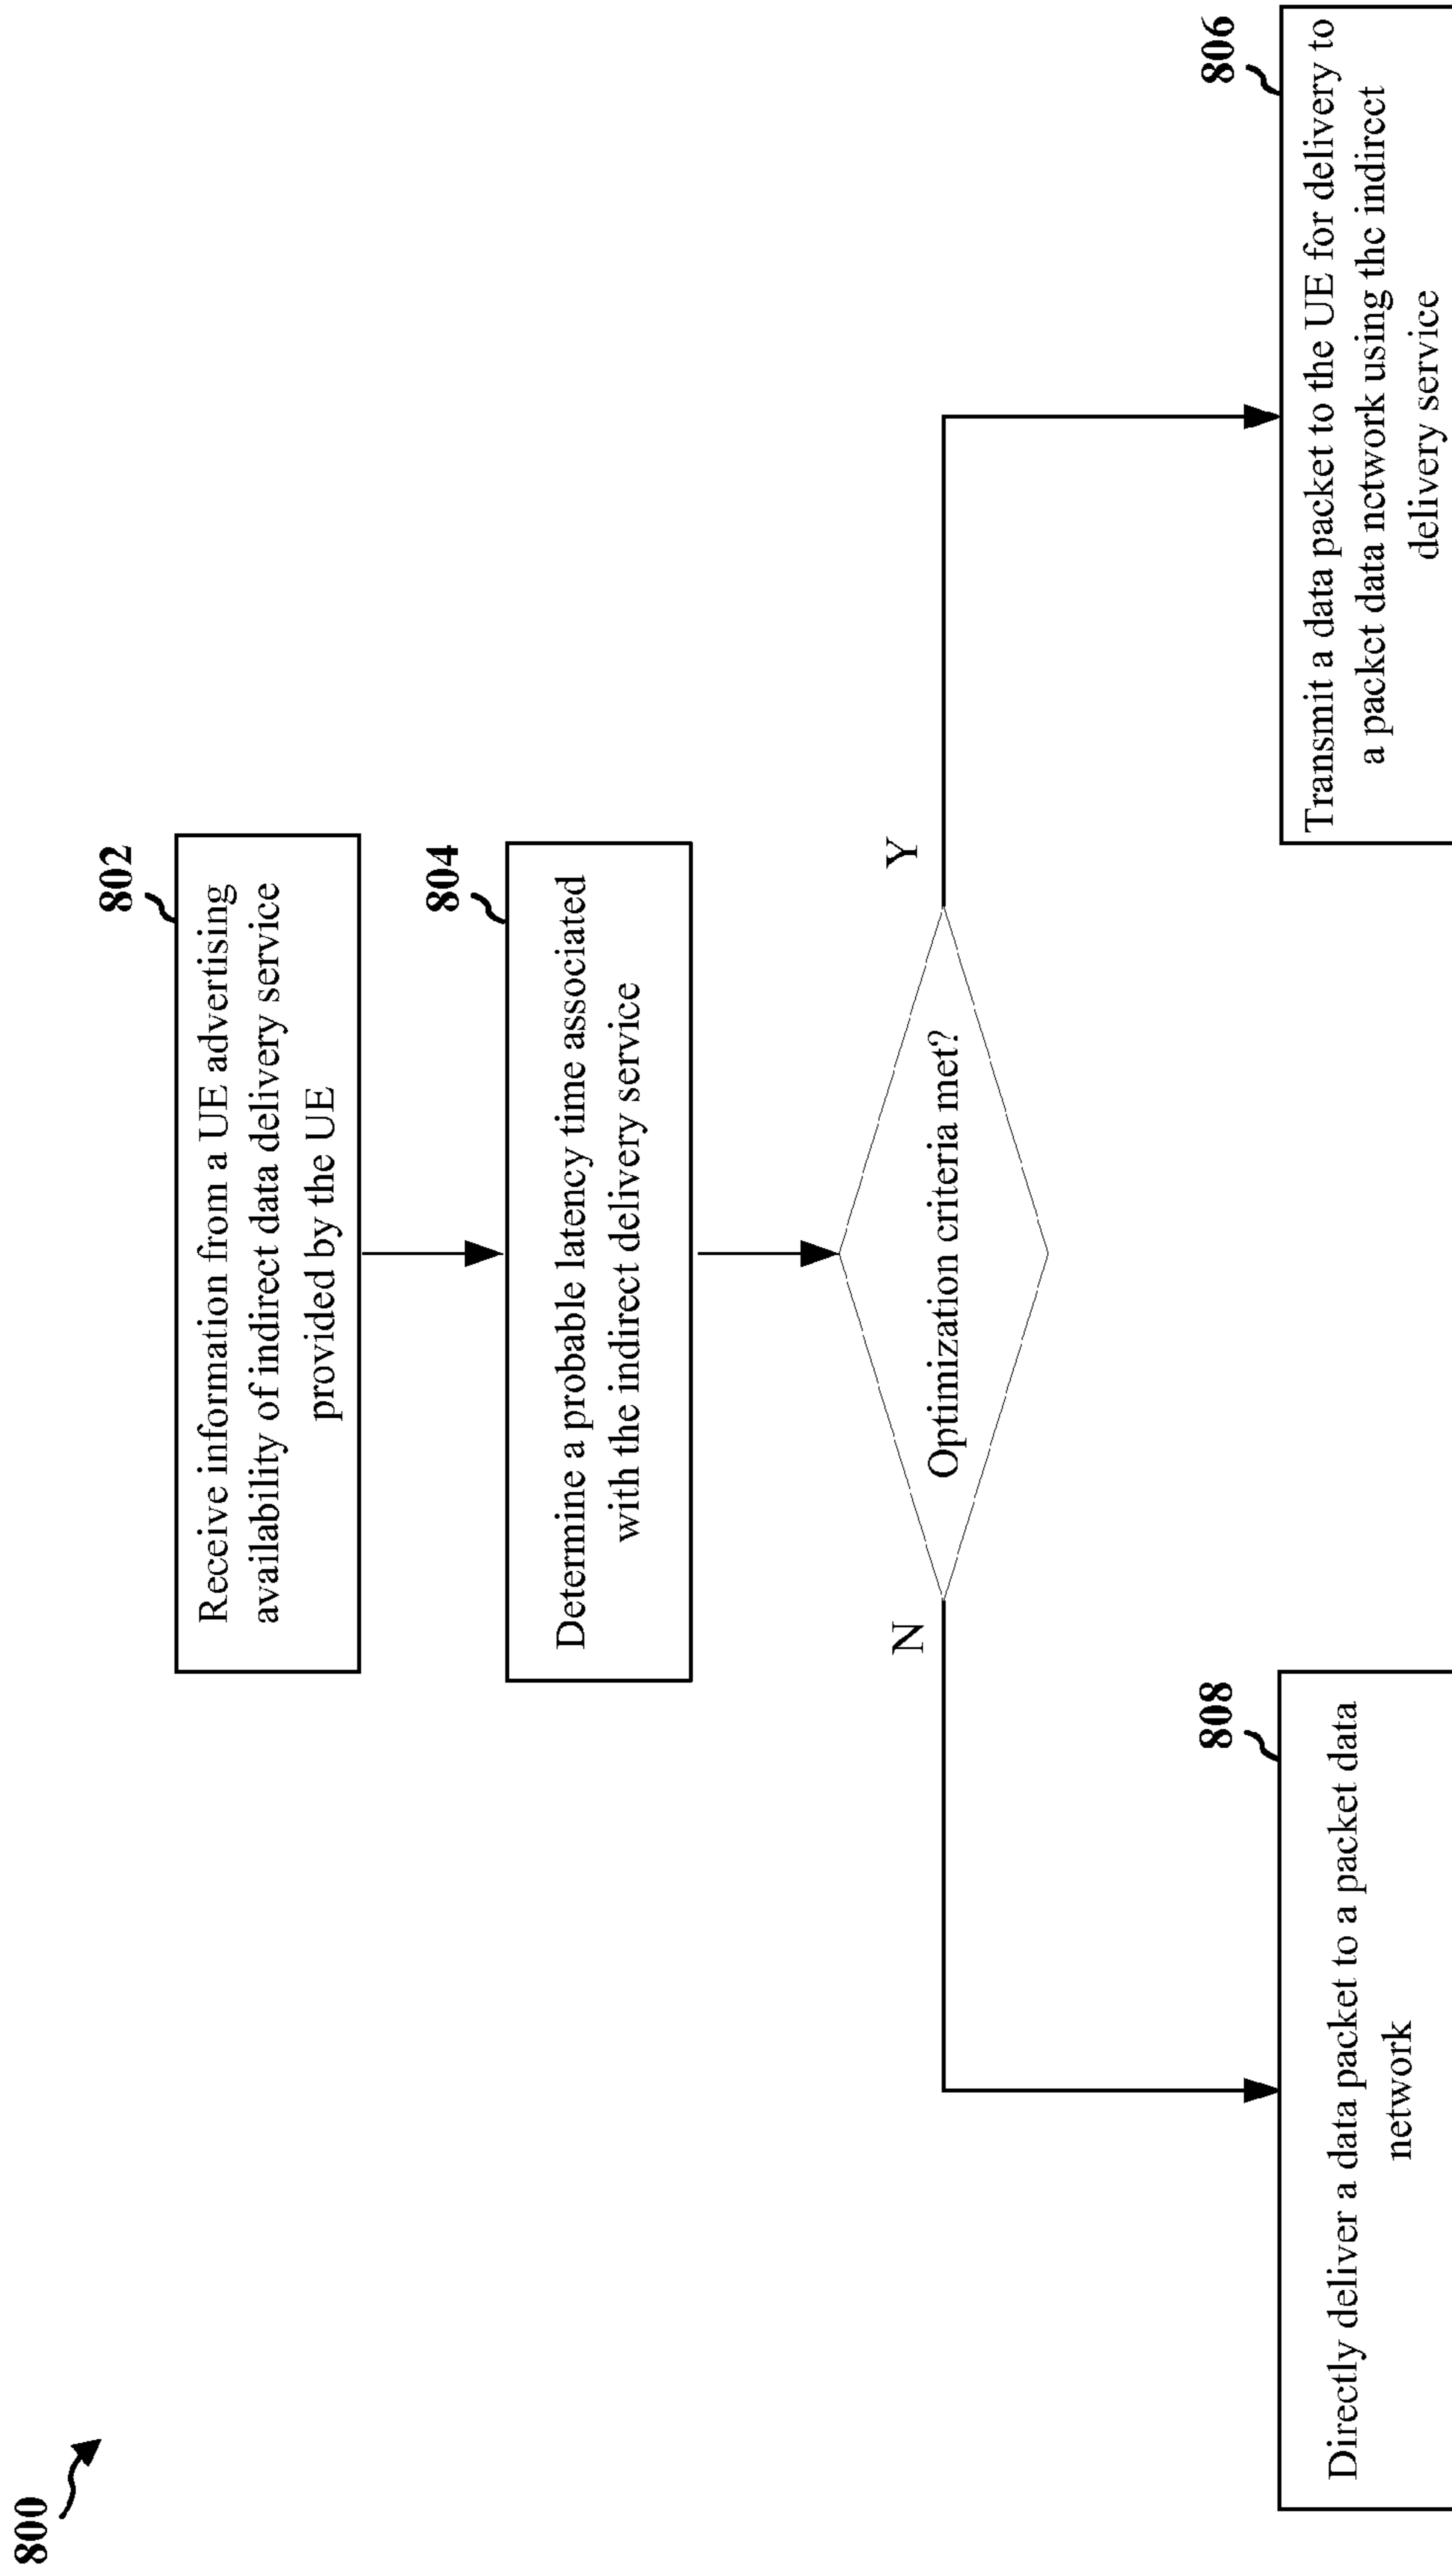 800
802
Receive information from a UE advertising
availability of indirect data delivery service
provided by the UE
804
Determine a probable latency time associated
with the indirect delivery service
Optimization criteria met?
N
Y
808
Directly deliver a data packet to a packet data
network
806
Transmit a data packet to the UE for delivery to
a packet data network using the indirect
delivery service